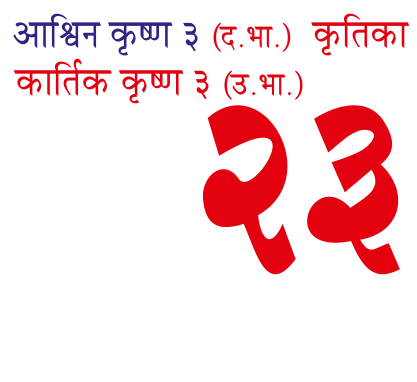 आश्विन कृष्ण ३ (द.भा.) कृतिका
कार्तिक कृष्ण ३ (उ.भा.)
२३